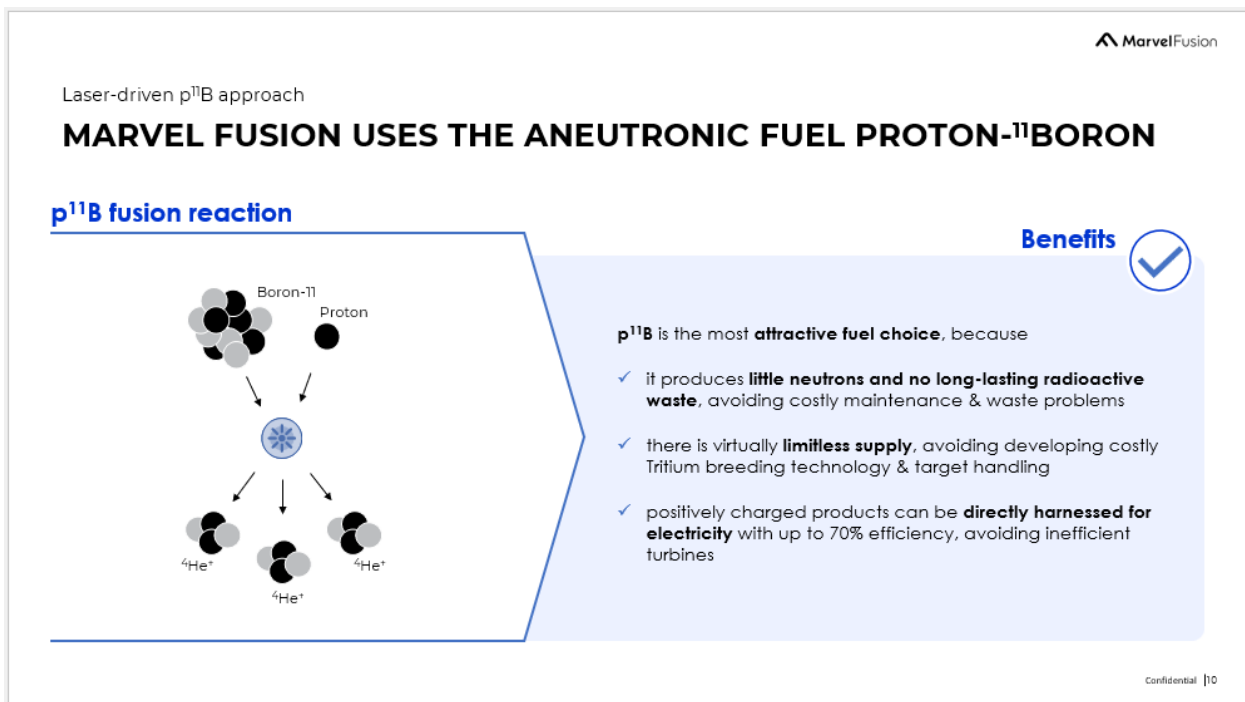 MarvelFusion
Laser-driven p¹¹B approach
MARVEL FUSION USES THE ANEUTRONIC FUEL PROTON-¹¹BORON
p¹¹B fusion reaction
Boron-11
Proton
⁴He⁺
⁴He⁺
⁴He⁺
Benefits
p¹¹B is the most attractive fuel choice, because
✓ it produces little neutrons and no long-lasting radioactive
waste, avoiding costly maintenance & waste problems
✓ there is virtually limitless supply, avoiding developing costly
Tritium breeding technology & target handling
✓ positively charged products can be directly harnessed for
electricity with up to 70% efficiency, avoiding inefficient
turbines
Confidential |10